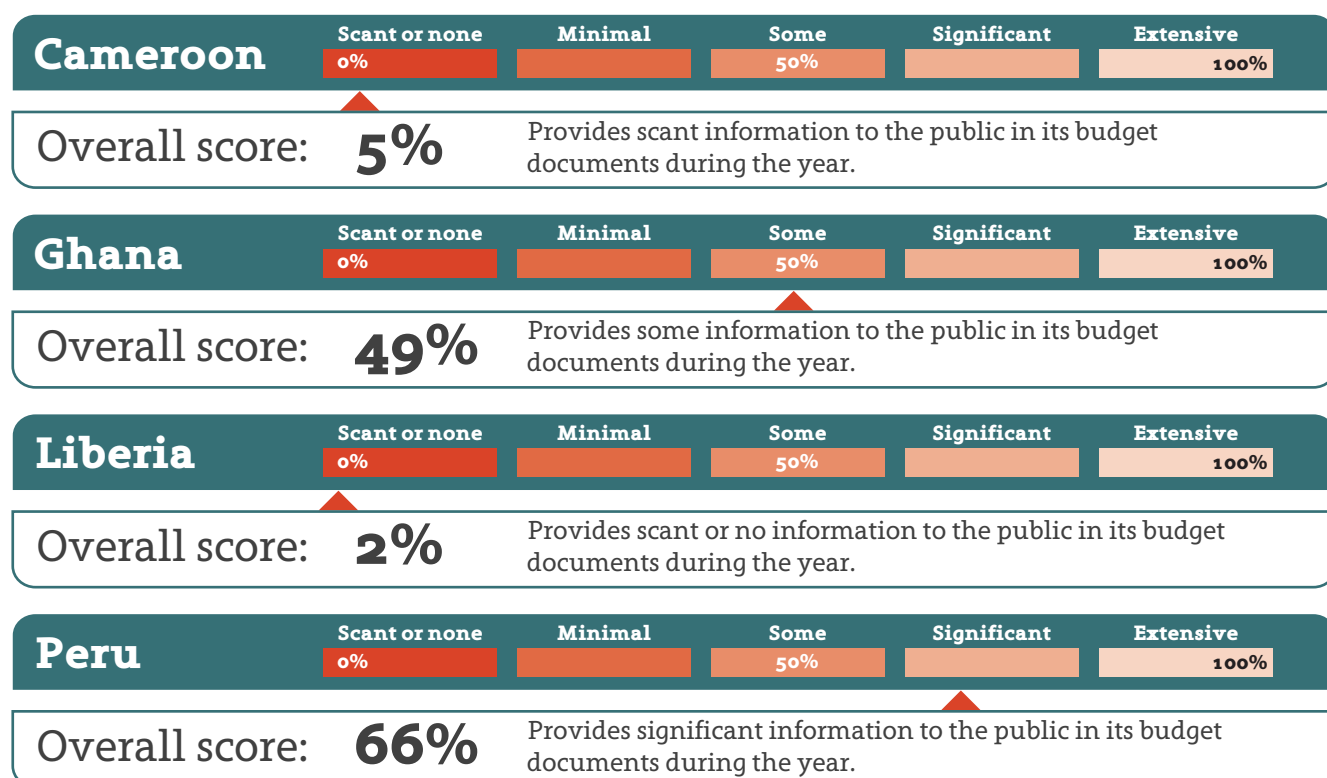 Cameroon
Scant or none Minimal Some Significant Extensive
0% 50% 100%
Overall score: 5%
Provides scant information to the public in its budget
documents during the year.
Ghana
Scant or none Minimal Some Significant Extensive
0% 50% 100%
Overall score: 49%
Provides some information to the public in its budget
documents during the year.
Liberia
Scant or none Minimal Some Significant Extensive
0% 50% 100%
Overall score: 2%
Provides scant or no information to the public in its budget
documents during the year.
Peru
Scant or none Minimal Some Significant Extensive
0% 50% 100%
Overall score: 66%
Provides significant information to the public in its budget
documents during the year.